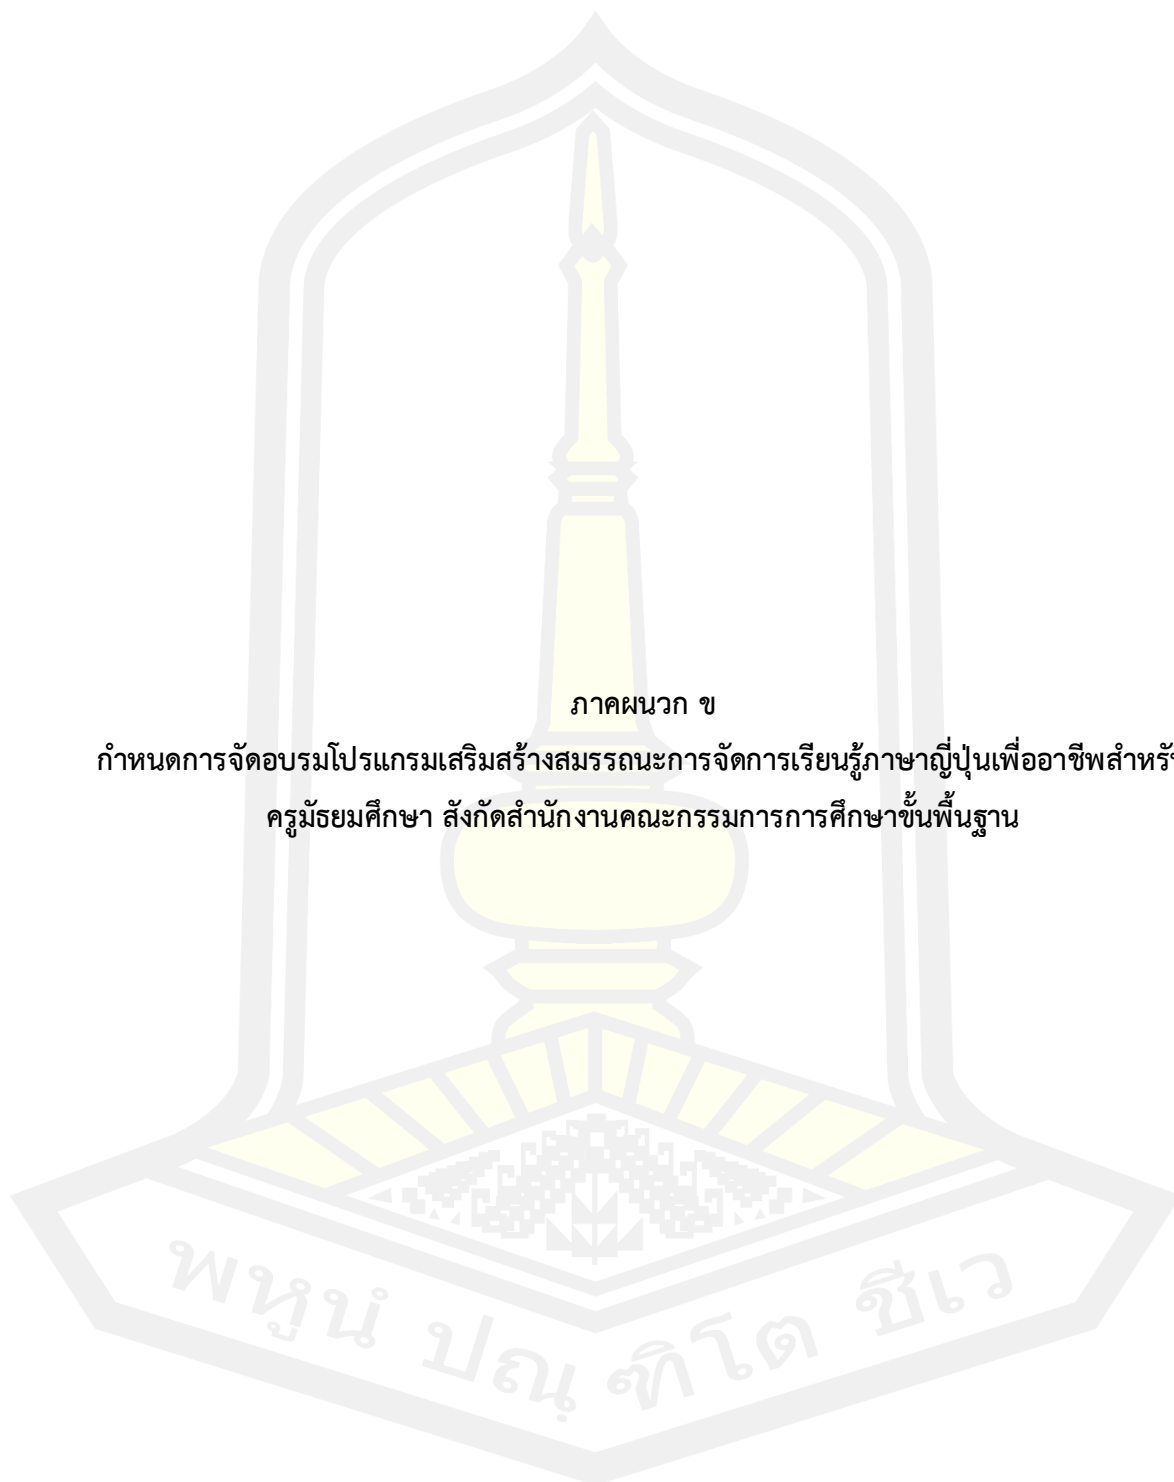 ภาคผนวก ข
กำหนดการจัดอบรมโปรแกรมเสริมสร้างสมรรถนะการจัดการเรียนรู้ภาษาญี่ปุ่นเพื่ออาชีพสำหรับ
ครูมัธยมศึกษา สังกัดสำนักงานคณะกรรมการการศึกษาขั้นพื้นฐาน
พหูนํ ปณฺฑิโต ชีเว